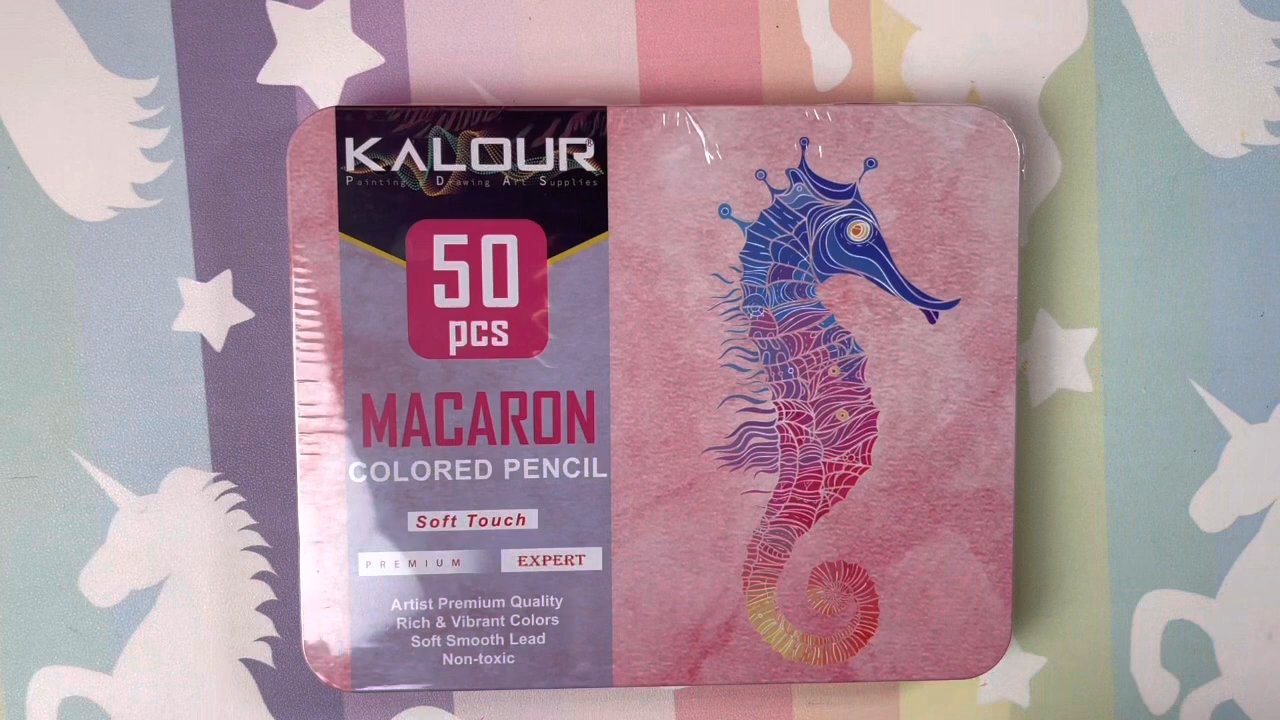 KALOUR
Painting Drawing Art Supplies
50
pcs
MACARON
COLORED PENCIL
Soft Touch
PREMIUM EXPERT
Artist Premium Quality
Rich & Vibrant Colors
Soft Smooth Lead
Non-toxic